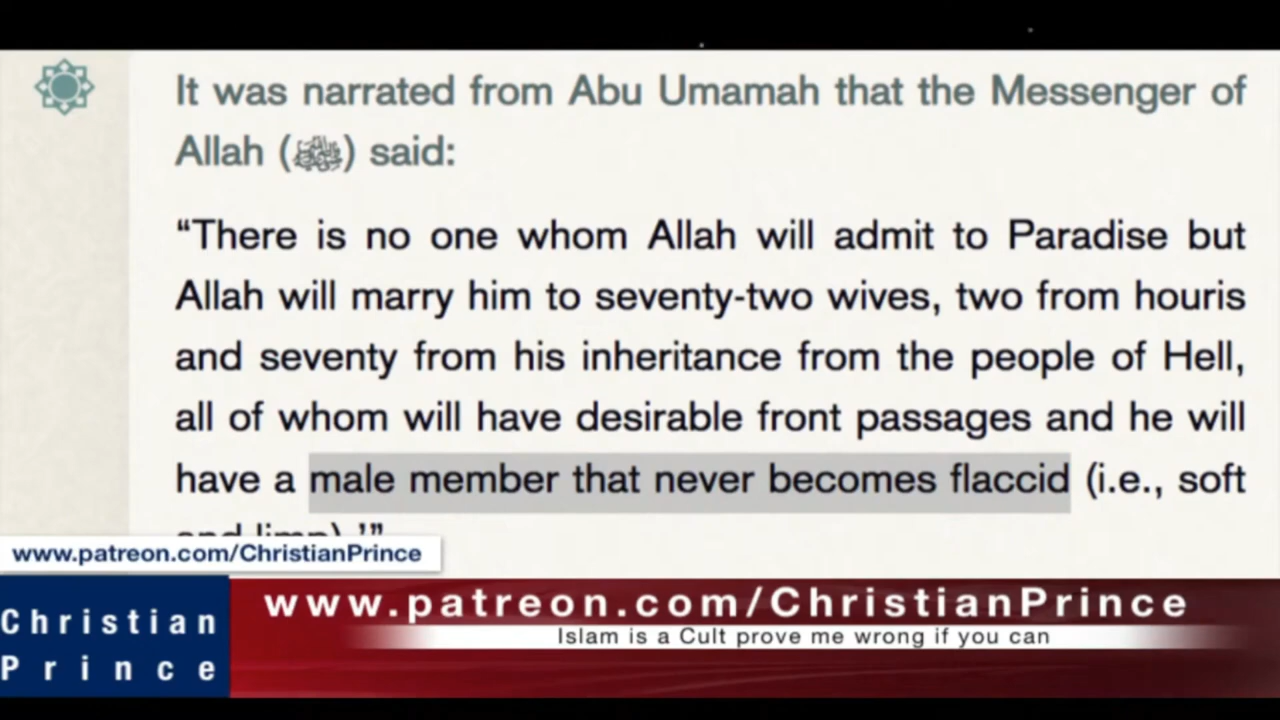 It was narrated from Abu Umamah that the Messenger of
Allah (ﷺ) said:
“There is no one whom Allah will admit to Paradise but
Allah will marry him to seventy-two wives, two from houris
and seventy from his inheritance from the people of Hell,
all of whom will have desirable front passages and he will
have a male member that never becomes flaccid (i.e., soft
and limp).’”
www.patreon.com/ChristianPrince
www.patreon.com/ChristianPrince
Islam is a Cult prove me wrong if you can
Christian
Prince